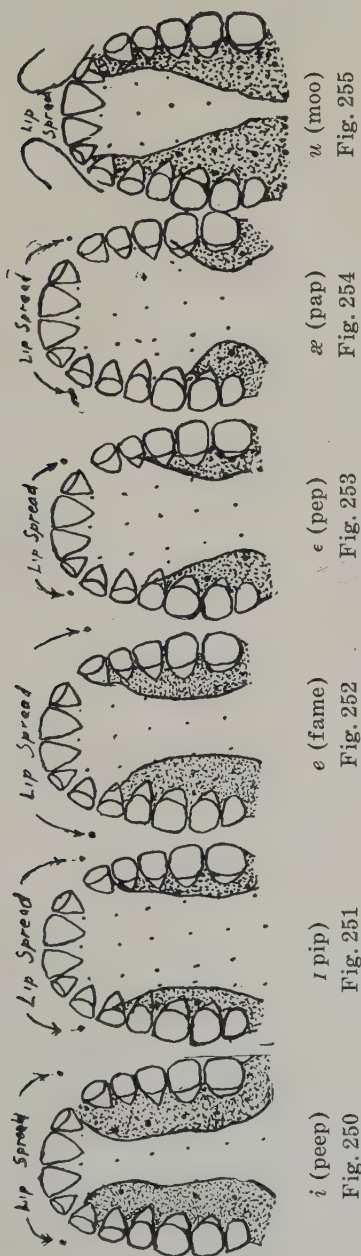 Lip Spread
Lip Spread
Lip Spread
Lip Spread
Lip Spread
Lip
Spread
i (peep)
Fig. 250
ɪ pip)
Fig. 251
e (fame)
Fig. 252
ϵ (pep)
Fig. 253
æ (pap)
Fig. 254
u (moo)
Fig. 255